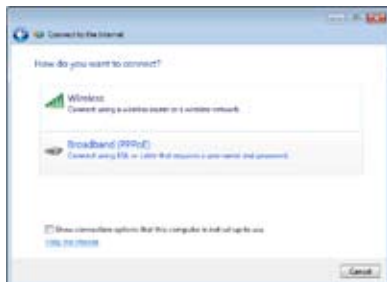 Connect to the Internet
How do you want to connect?
Wireless
Connect using a wireless router or a wireless network.
Broadband (PPPoE)
Connect using DSL or cable that requires a user name and password.
Show connection options that this computer is not set up to use
Help me choose
Cancel